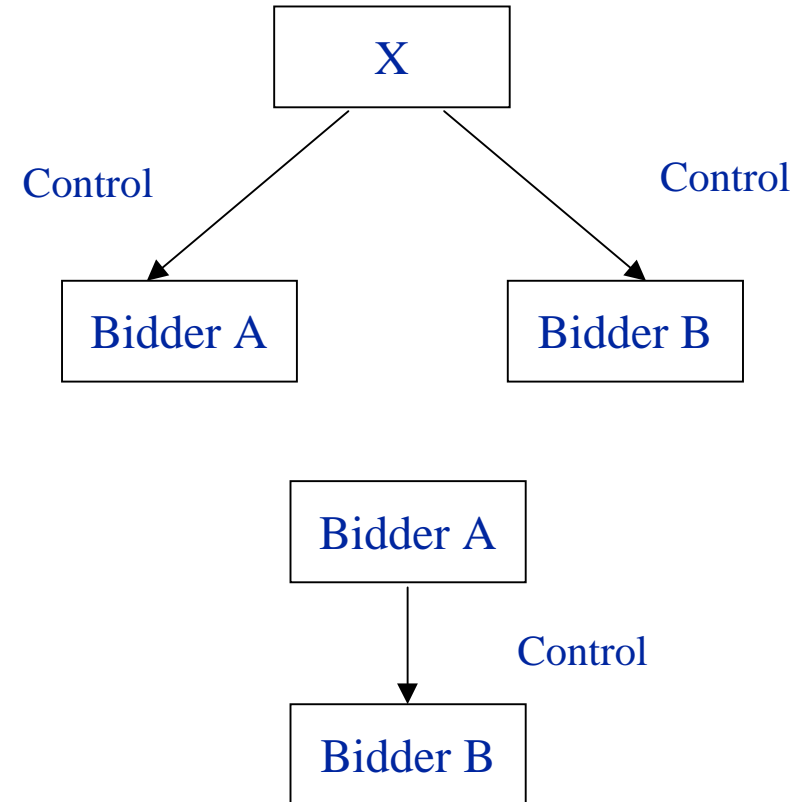 X
Control
Control
Bidder A
Bidder B
Bidder A
Control
Bidder B